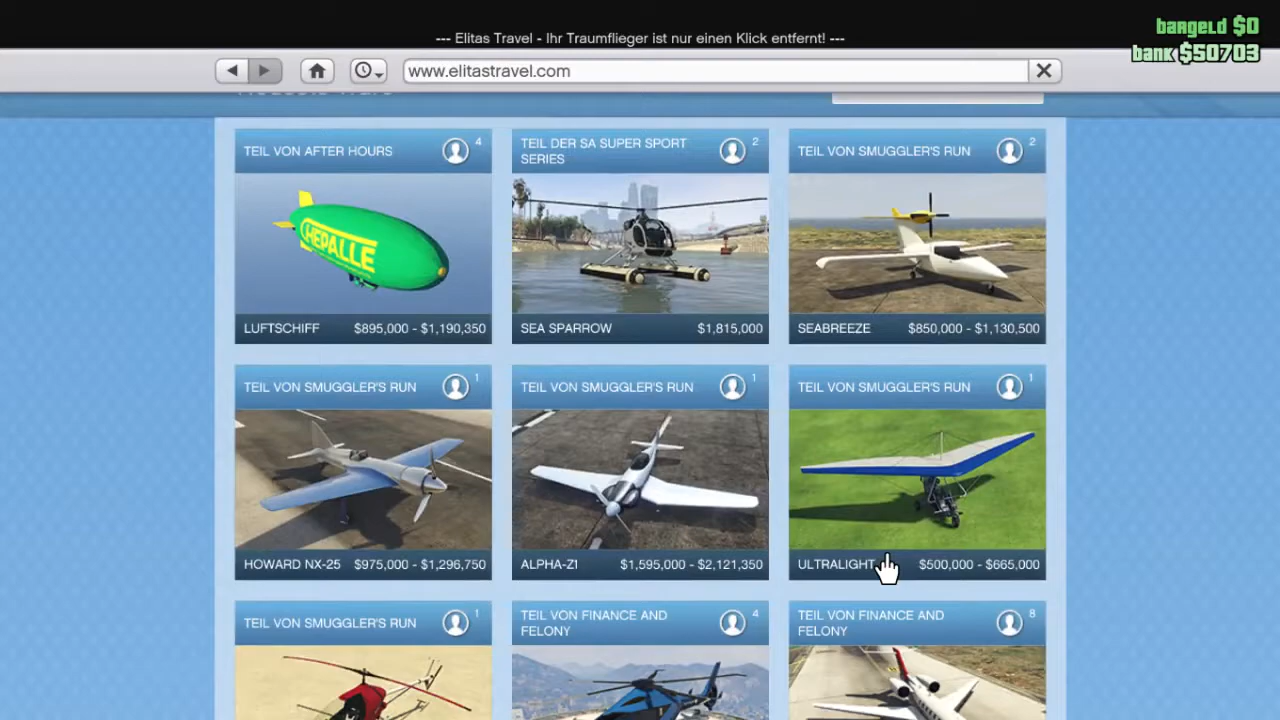 bargeld $0
--- Elitas Travel - Ihr Traumflieger ist nur einen Klick entfernt! ---
bank $50703
www.elitastravel.com
TEIL VON AFTER HOURS 4
TEIL DER SA SUPER SPORT SERIES 2
TEIL VON SMUGGLER'S RUN 2
HEPALLE
LUFTSCHIFF $895,000 - $1,190,350
SEA SPARROW $1,815,000
SEABREEZE $850,000 - $1,130,500
TEIL VON SMUGGLER'S RUN 1
TEIL VON SMUGGLER'S RUN 1
TEIL VON SMUGGLER'S RUN 1
HOWARD NX-25 $975,000 - $1,296,750
ALPHA-Z1 $1,595,000 - $2,121,350
ULTRALIGHT $500,000 - $665,000
TEIL VON SMUGGLER'S RUN 1
TEIL VON FINANCE AND FELONY 4
TEIL VON FINANCE AND FELONY 8